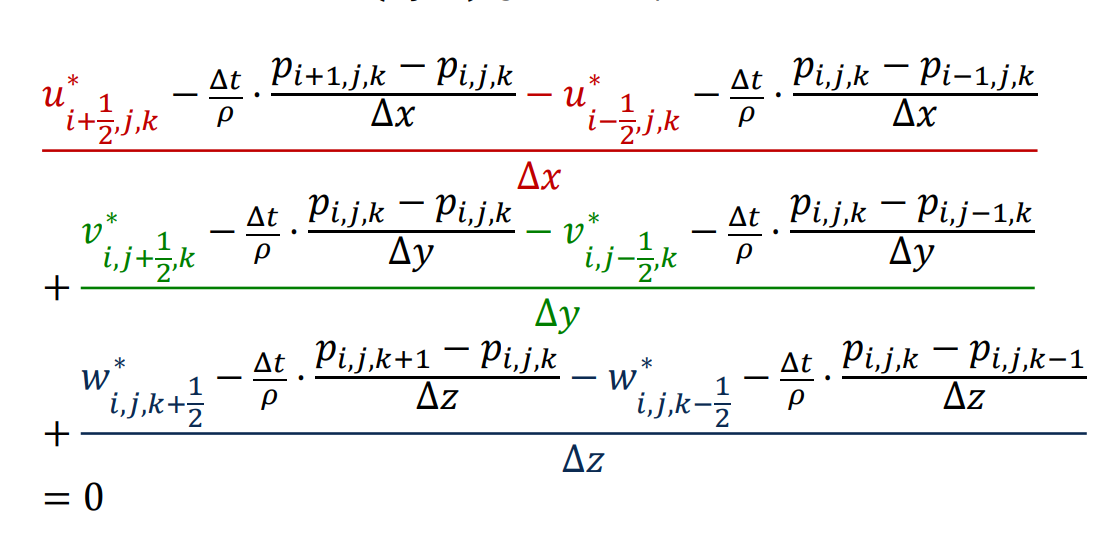 \frac{u^*_{i+\frac{1}{2},j,k} - \frac{\Delta t}{\rho} \cdot \frac{p_{i+1,j,k} - p_{i,j,k}}{\Delta x} - u^*_{i-\frac{1}{2},j,k} - \frac{\Delta t}{\rho} \cdot \frac{p_{i,j,k} - p_{i-1,j,k}}{\Delta x}}{\Delta x}
+ \frac{v^*_{i,j+\frac{1}{2},k} - \frac{\Delta t}{\rho} \cdot \frac{p_{i,j,k} - p_{i,j,k}}{\Delta y} - v^*_{i,j-\frac{1}{2},k} - \frac{\Delta t}{\rho} \cdot \frac{p_{i,j,k} - p_{i,j-1,k}}{\Delta y}}{\Delta y}
+ \frac{w^*_{i,j,k+\frac{1}{2}} - \frac{\Delta t}{\rho} \cdot \frac{p_{i,j,k+1} - p_{i,j,k}}{\Delta z} - w^*_{i,j,k-\frac{1}{2}} - \frac{\Delta t}{\rho} \cdot \frac{p_{i,j,k} - p_{i,j,k-1}}{\Delta z}}{\Delta z}
= 0